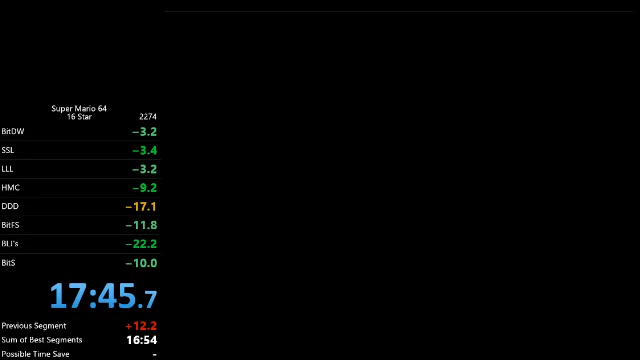 Super Mario 64
16 Star 2274
BitDW −3.2
SSL −3.4
LLL −3.2
HMC −9.2
DDD −17.1
BitFS −11.8
BLJ's −22.2
BitS −10.0
17:45.7
Previous Segment +12.2
Sum of Best Segments 16:54
Possible Time Save -